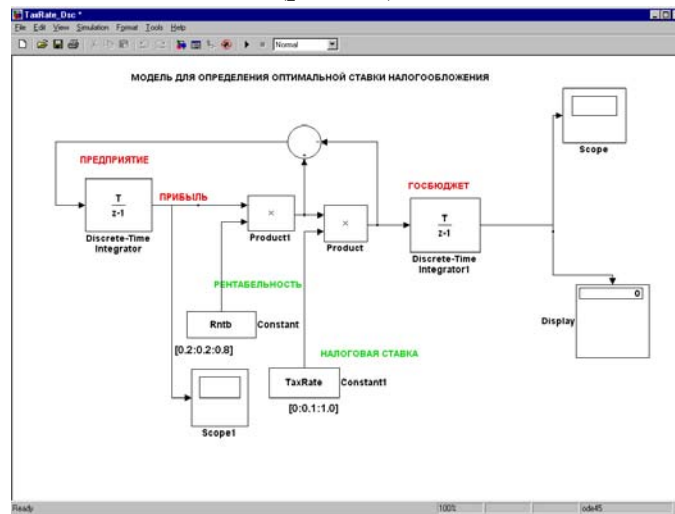 TaxRate_Dsc *
File Edit View Simulation Format Tools Help
Normal
МОДЕЛЬ ДЛЯ ОПРЕДЕЛЕНИЯ ОПТИМАЛЬНОЙ СТАВКИ НАЛОГООБЛОЖЕНИЯ
Scope
ПРЕДПРИЯТИЕ
ПРИБЫЛЬ
ГОСБЮДЖЕТ
T
z-1
Discrete-Time
Integrator
×
Product1
×
Product
T
z-1
Discrete-Time
Integrator1
РЕНТАБЕЛЬНОСТЬ
0
Display
Rntb
Constant
[0.2:0.2:0.8]
НАЛОГОВАЯ СТАВКА
TaxRate
Constant1
[0:0.1:1.0]
Scope1
Ready
100%
ode45